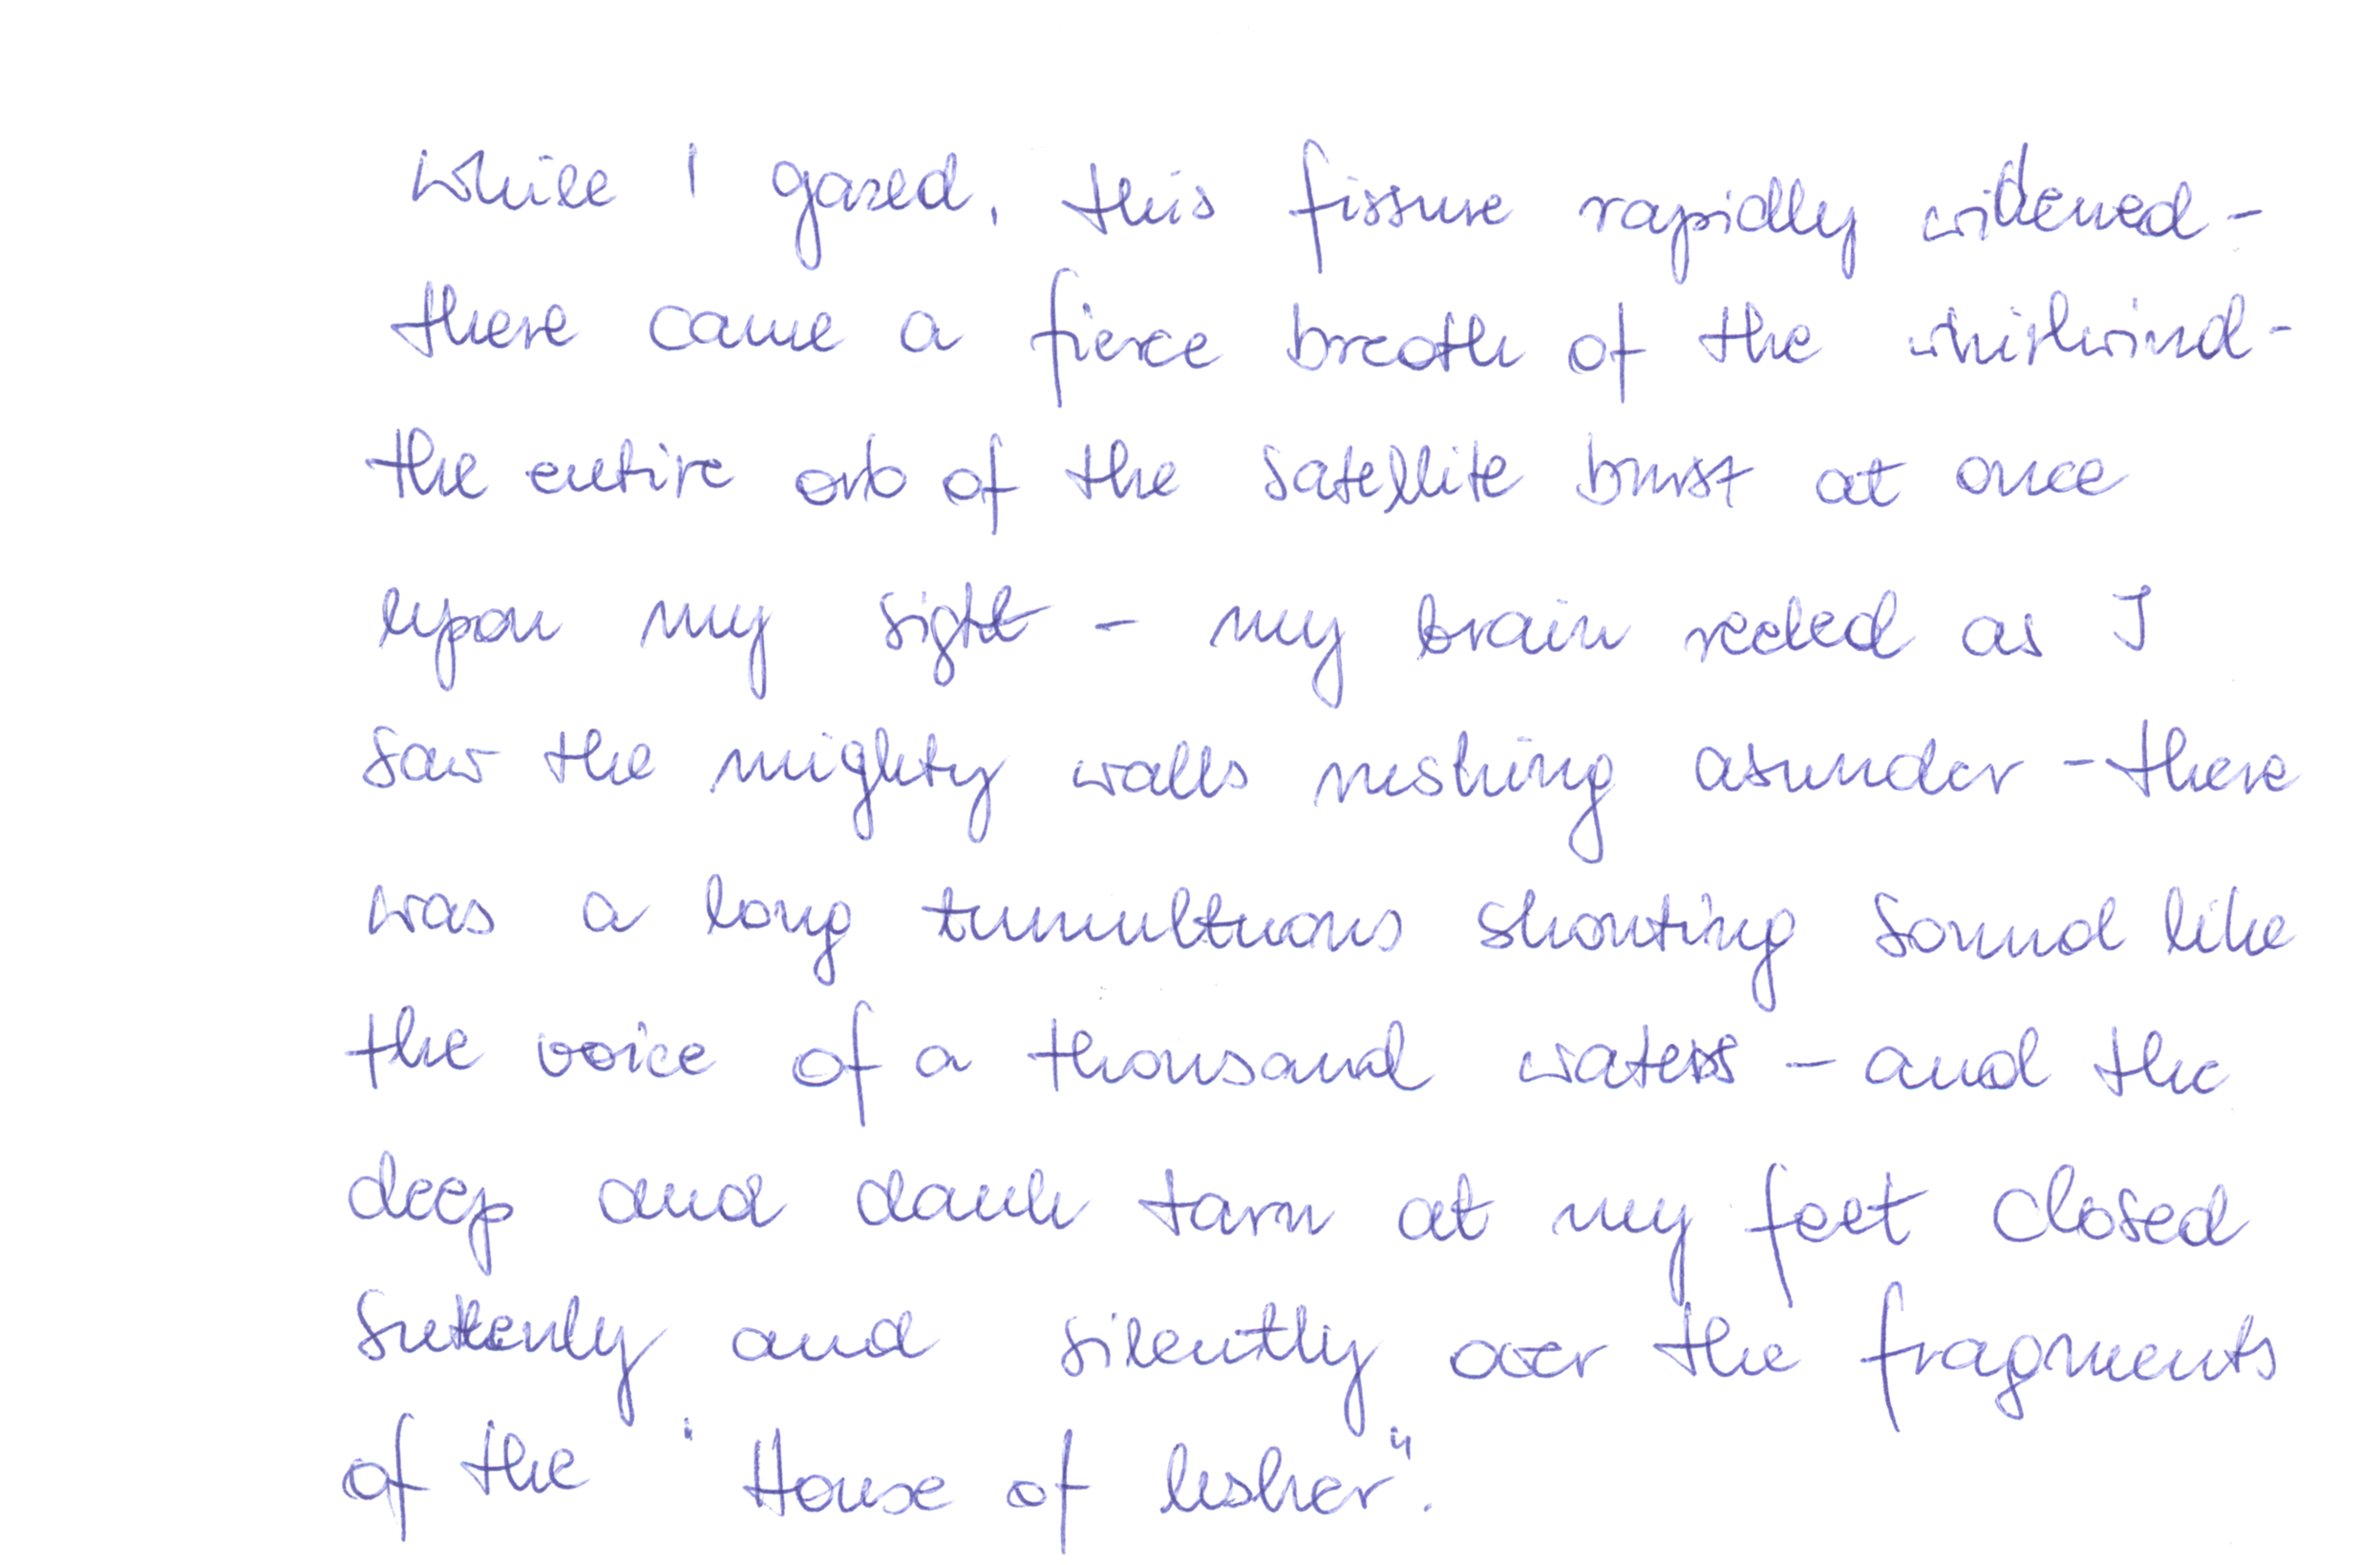 While I gazed, this fissure rapidly widened -
there came a fierce breath of the whirlwind -
the entire orb of the satellite burst at once
upon my sight - my brain reeled as I
saw the mighty walls rushing asunder - there
was a long tumultuous shouting sound like
the voice of a thousand waters - and the
deep and dank tarn at my feet closed
sullenly and silently over the fragments
of the "House of Usher".